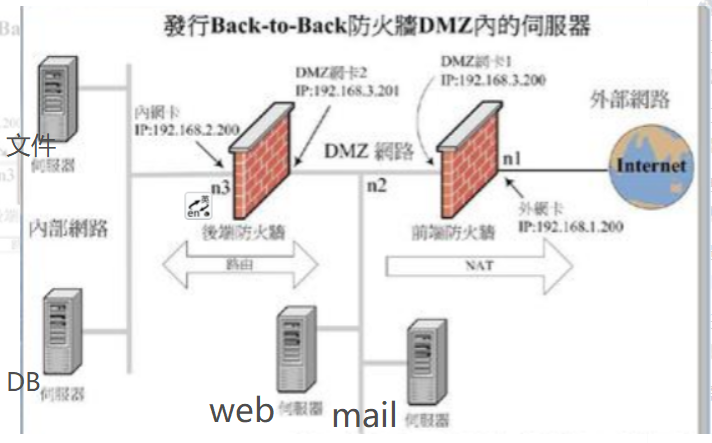 發行Back-to-Back防火牆DMZ內的伺服器
DMZ網卡1
IP:192.168.3.200
DMZ網卡2
IP:192.168.3.201
外部網路
內網卡
IP:192.168.2.200
文件
伺服器
DMZ 網路
n1
Internet
n3
n2
en
英
外網卡
IP:192.168.1.200
內部網路
後端防火牆
前端防火牆
路由
NAT
DB
伺服器
web
伺服器
mail
伺服器